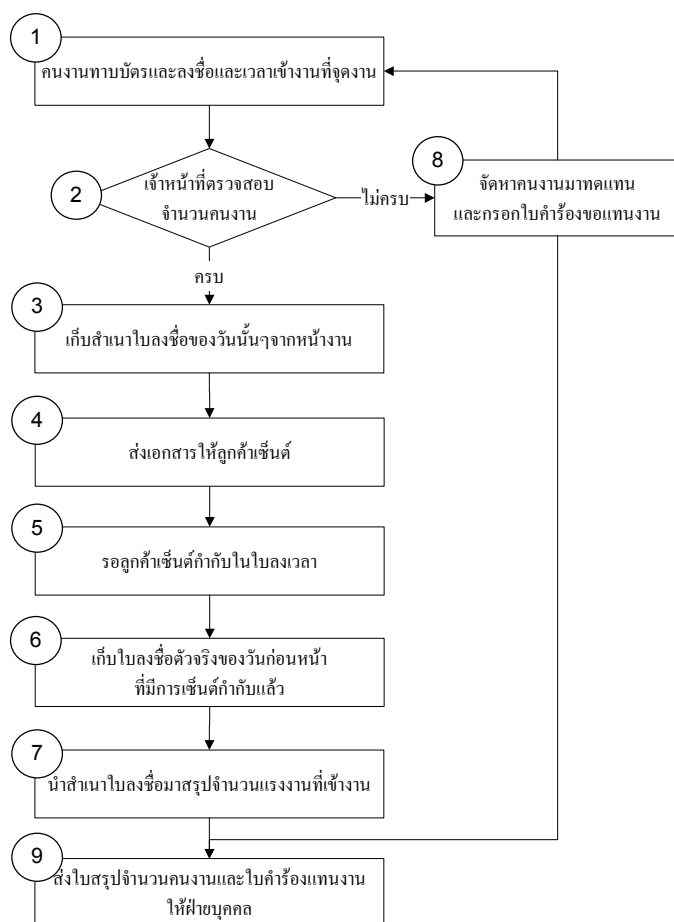 1
คนงานทาบบัตรและลงชื่อและเวลาเข้างานที่จุดงาน
2
เจ้าหน้าที่ตรวจสอบ
จำนวนคนงาน
ไม่ครบ
8
จัดหาคนงานมาทดแทน
และกรอกใบคำร้องขอแทนงาน
ครบ
3
เก็บสำเนาใบลงชื่อของวันนั้นๆจากหน้างาน
4
ส่งเอกสารให้ลูกค้าเซ็นต์
5
รอลูกค้าเซ็นต์กำกับในใบลงเวลา
6
เก็บใบลงชื่อตัวจริงของวันก่อนหน้า
ที่มีการเซ็นต์กำกับแล้ว
7
นำสำเนาใบลงชื่อมาสรุปจำนวนแรงงานที่เข้างาน
9
ส่งใบสรุปจำนวนคนงานและใบคำร้องแทนงาน
ให้ฝ่ายบุคคล